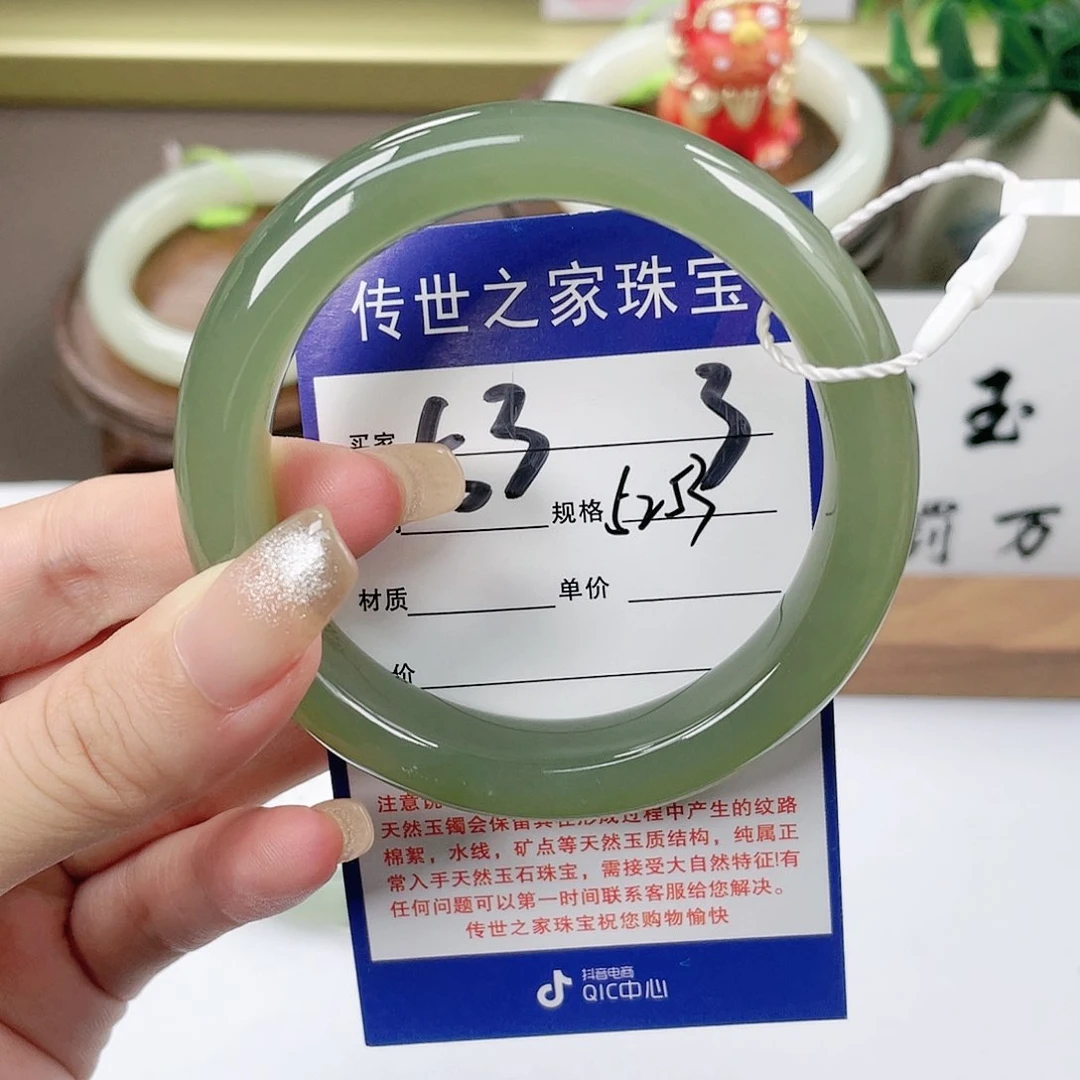 传世之家珠宝
买家 53 3
规格 5253
材质 单价
价
注意
天然玉镯会保留其在形成过程中产生的纹路
棉絮，水线，矿点等天然玉质结构，纯属正
常入手天然玉石珠宝，需接受大自然特征!有
任何问题可以第一时间联系客服给您解决。
传世之家珠宝祝您购物愉快
抖音电商
QIC中心
玉
万